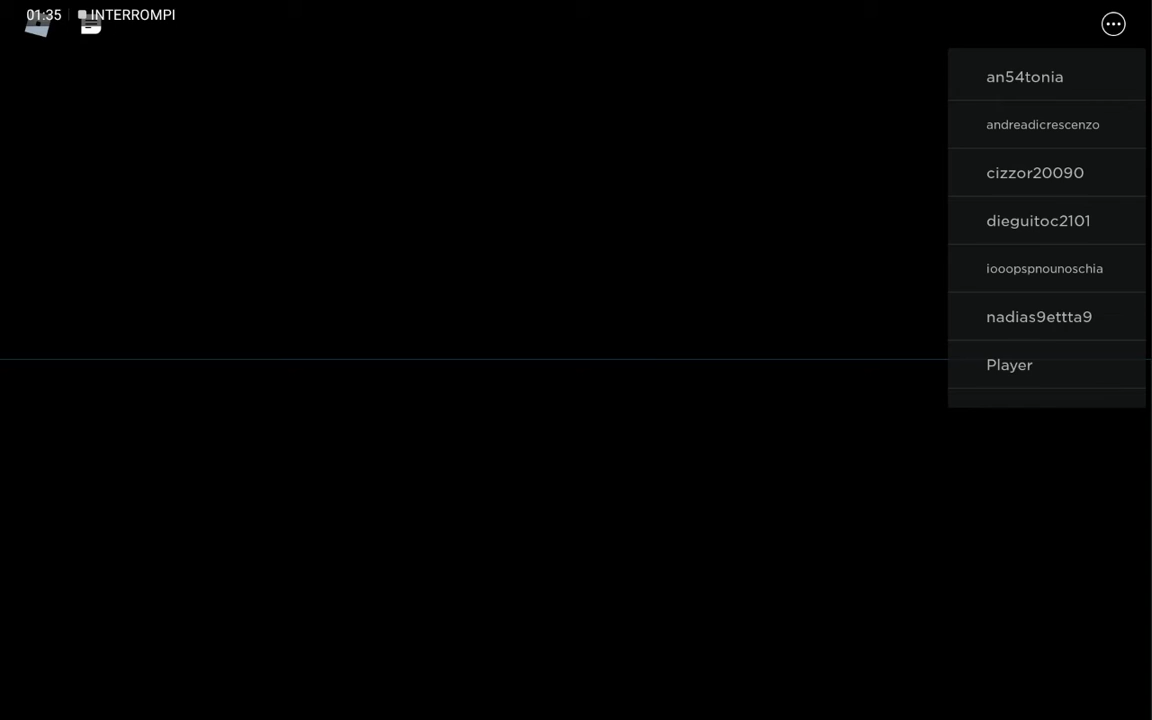 01:35 INTERROMPI
an54tonia
andreadicrescenzo
cizzor20090
dieguitoc2101
iooopspnounoschia
nadias9ettta9
Player